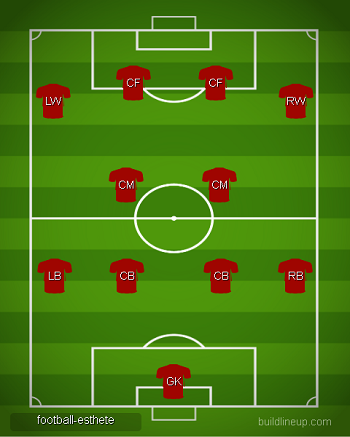 CF CF
LW RW
CM CM
LB CB CB RB
GK
football-esthete buildlineup.com